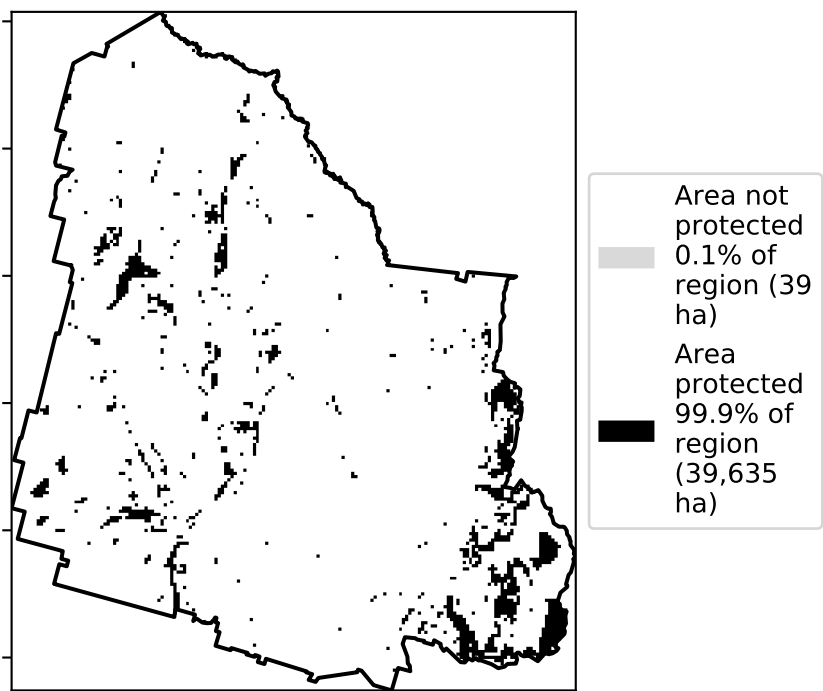 Area not
protected
0.1% of
region (39
ha)
Area
protected
99.9% of
region
(39,635
ha)